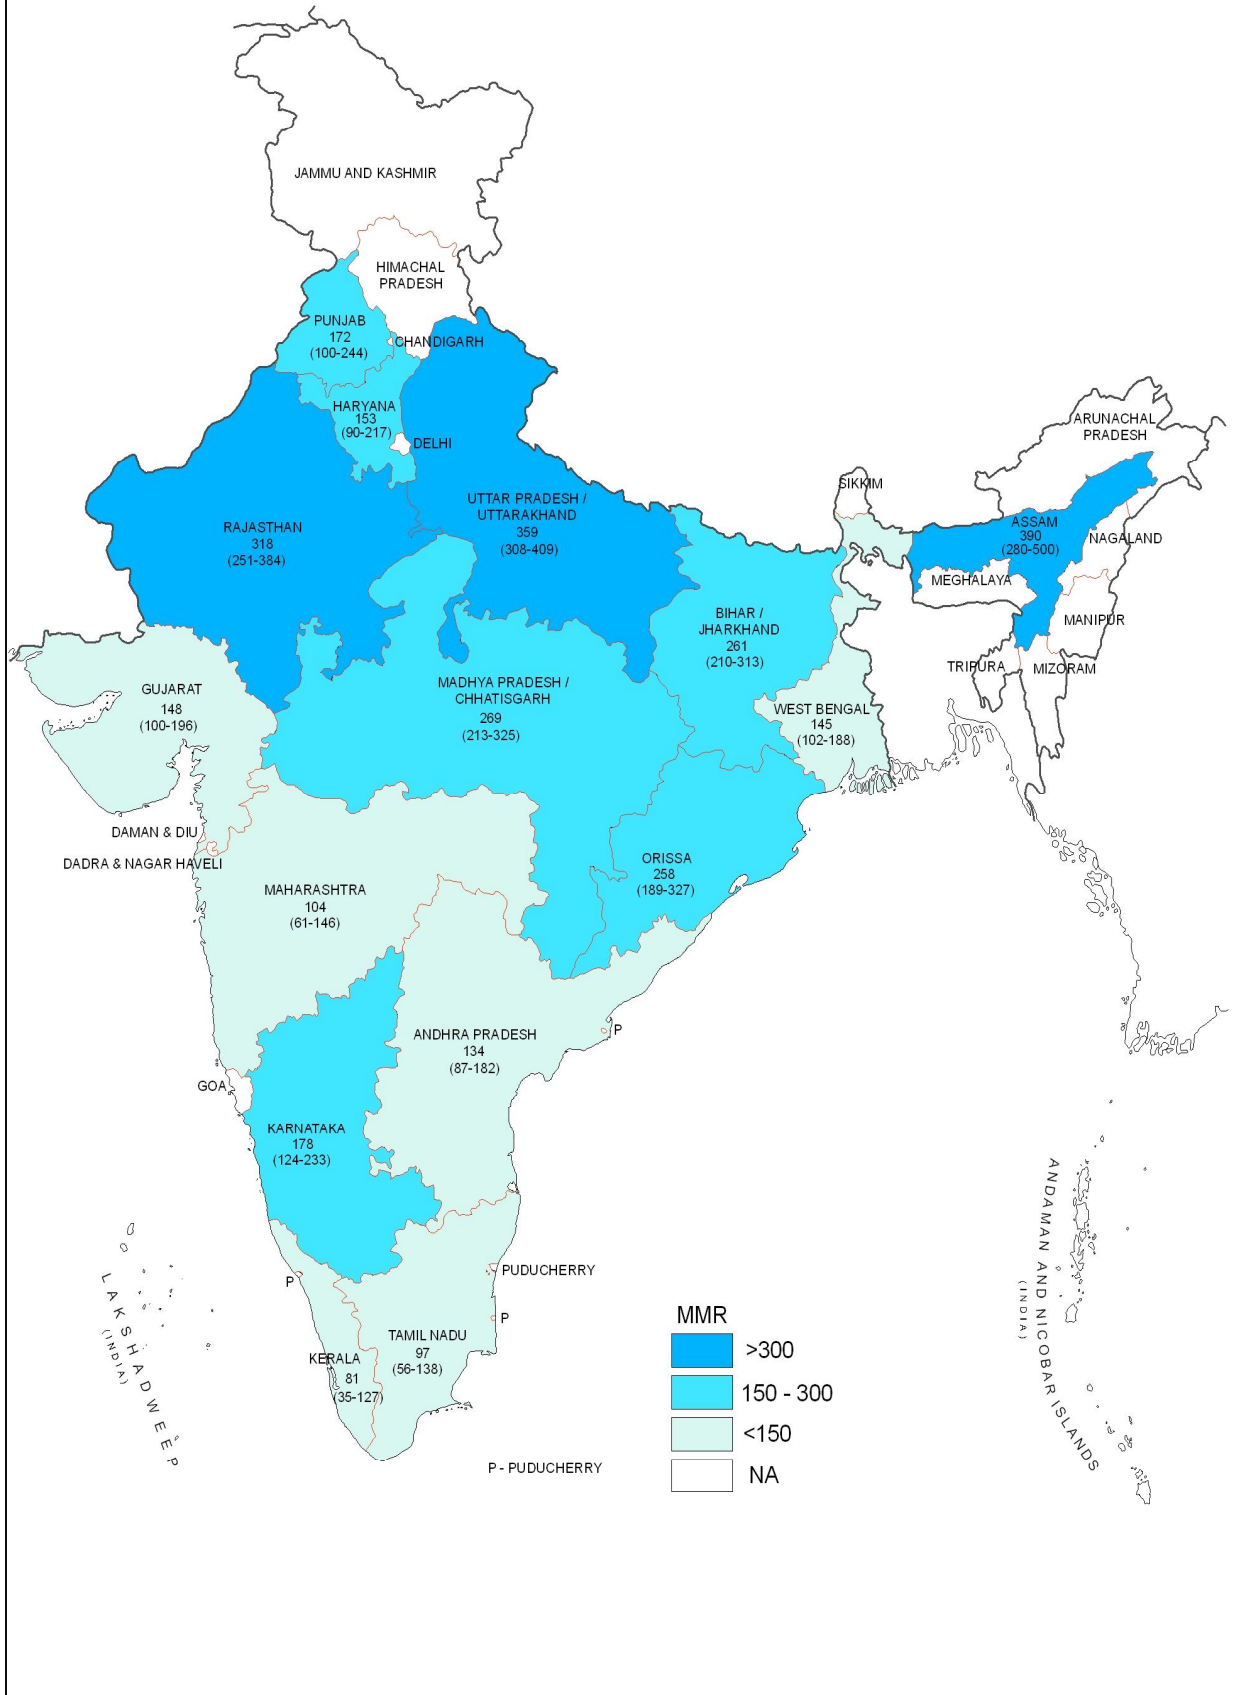 JAMMU AND KASHMIR
HIMACHAL
PRADESH
PUNJAB
172
(100-244)
CHANDIGARH
HARYANA
153
(90-217)
DELHI
ARUNACHAL
PRADESH
SIKKIM
UTTAR PRADESH /
UTTARAKHAND
359
(308-409)
RAJASTHAN
318
(251-384)
ASSAM
390
(280-500)
NAGALAND
MEGHALAYA
MANIPUR
BIHAR /
JHARKHAND
261
(210-313)
TRIPURA
MIZORAM
GUJARAT
148
(100-196)
MADHYA PRADESH /
CHHATISGARH
269
(213-325)
WEST BENGAL
145
(102-188)
DAMAN & DIU
DADRA & NAGAR HAVELI
ORISSA
258
(189-327)
MAHARASHTRA
104
(61-146)
ANDHRA PRADESH
134
(87-182)
P
GOA
KARNATAKA
178
(124-233)
ANDAMAN AND NICOBAR ISLANDS
(INDIA)
LAKSHADWEEP
(INDIA)
P
PUDUCHERRY
P
TAMIL NADU
97
(56-138)
KERALA
81
(35-127)
MMR
>300
150 - 300
<150
NA
P - PUDUCHERRY